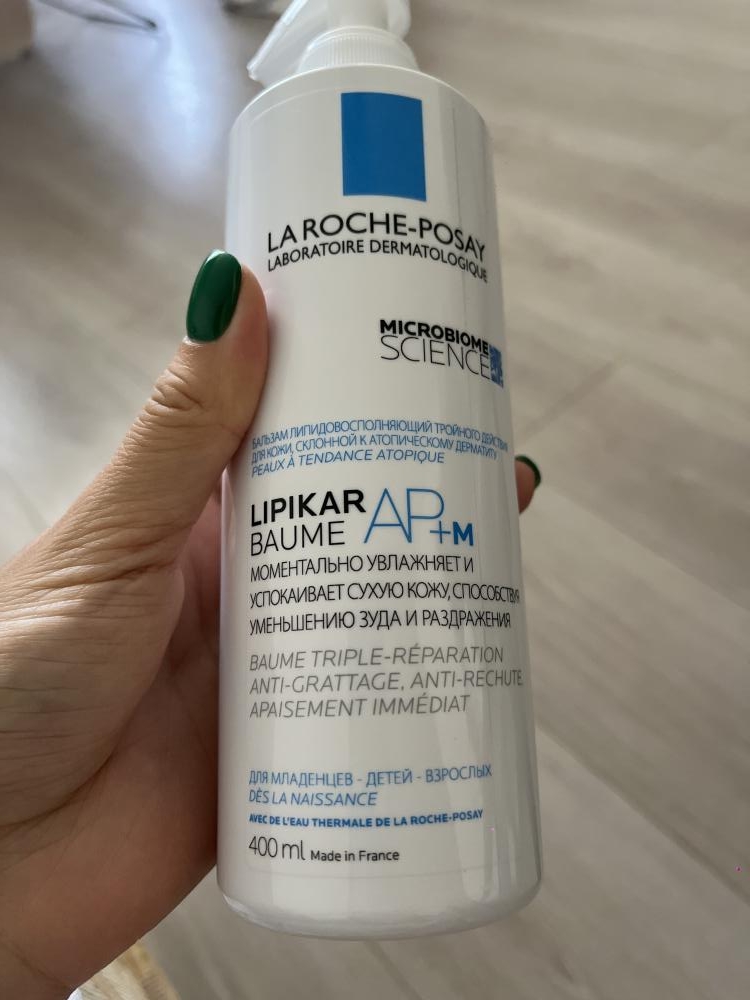 LA ROCHE-POSAY
LABORATOIRE DERMATOLOGIQUE
MICROBIOME
SCIENCE
БАЛЬЗАМ ЛИПИДОВОСПОЛНЯЮЩИЙ ТРОЙНОГО ДЕЙСТВИЯ
ДЛЯ КОЖИ, СКЛОННОЙ К АТОПИЧЕСКОМУ ДЕРМАТИТУ
PEAUX À TENDANCE ATOPIQUE
LIPIKAR
BAUME AP+M
МОМЕНТАЛЬНО УВЛАЖНЯЕТ И
УСПОКАИВАЕТ СУХУЮ КОЖУ, СПОСОБСТВУЯ
УМЕНЬШЕНИЮ ЗУДА И РАЗДРАЖЕНИЯ
BAUME TRIPLE-RÉPARATION
ANTI-GRATTAGE, ANTI-RECHUTE
APAISEMENT IMMÉDIAT
ДЛЯ МЛАДЕНЦЕВ - ДЕТЕЙ - ВЗРОСЛЫХ
DÈS LA NAISSANCE
AVEC DE L'EAU THERMALE DE LA ROCHE-POSAY
400 ml Made in France